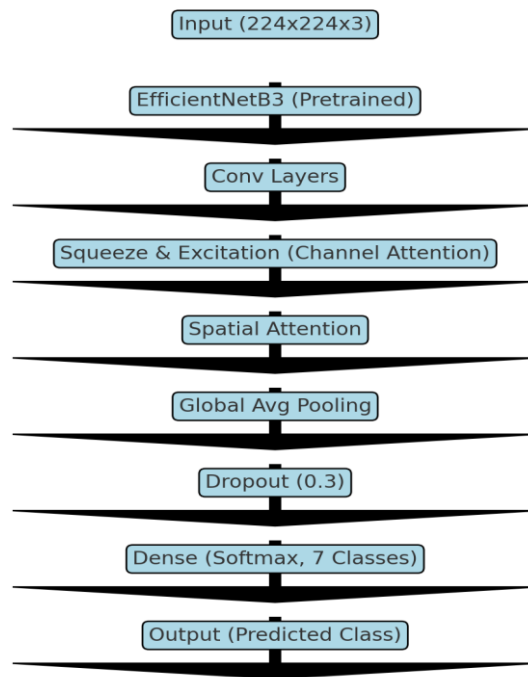 Input (224x224x3)
EfficientNetB3 (Pretrained)
Conv Layers
Squeeze & Excitation (Channel Attention)
Spatial Attention
Global Avg Pooling
Dropout (0.3)
Dense (Softmax, 7 Classes)
Output (Predicted Class)